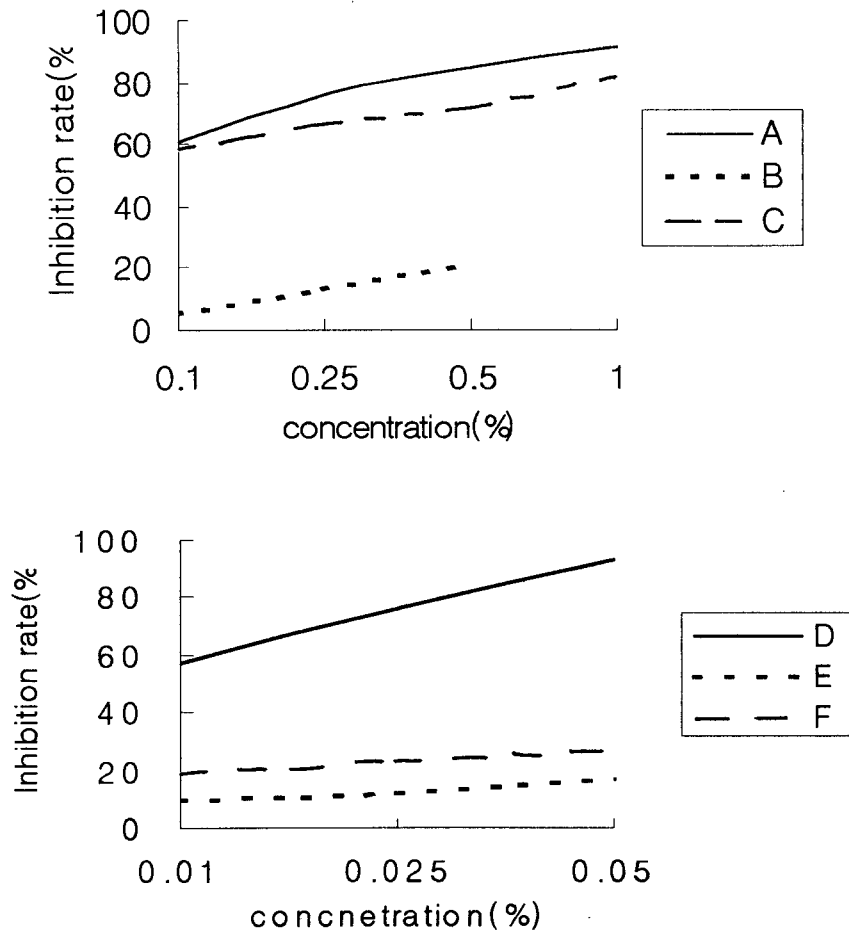 100
80
60
40
20
0
Inhibition rate(%
0.1 0.25 0.5 1
concentration(%)
A
B
C
100
80
60
40
20
0
Inhibition rate(%
0.01 0.025 0.05
concnetration(%)
D
E
F